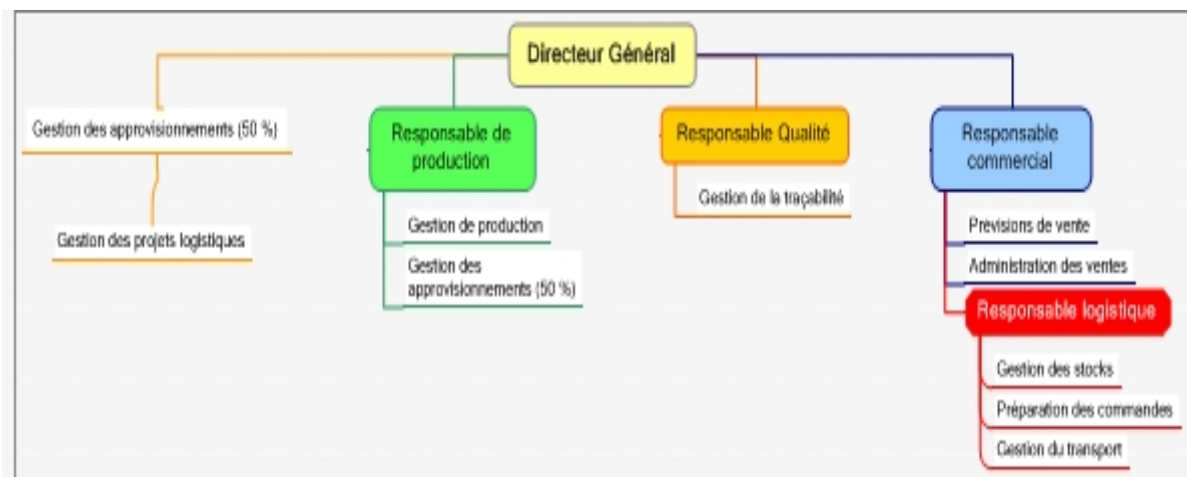 Directeur Général
Gestion des approvisionnements (50 %)
Gestion des projets logistiques
Responsable de
production
Gestion de production
Gestion des
approvisionnements (50 %)
Responsable Qualité
Gestion de la traçabilité
Responsable
commercial
Prévisions de vente
Administration des ventes
Responsable logistique
Gestion des stocks
Préparation des commandes
Gestion du transport